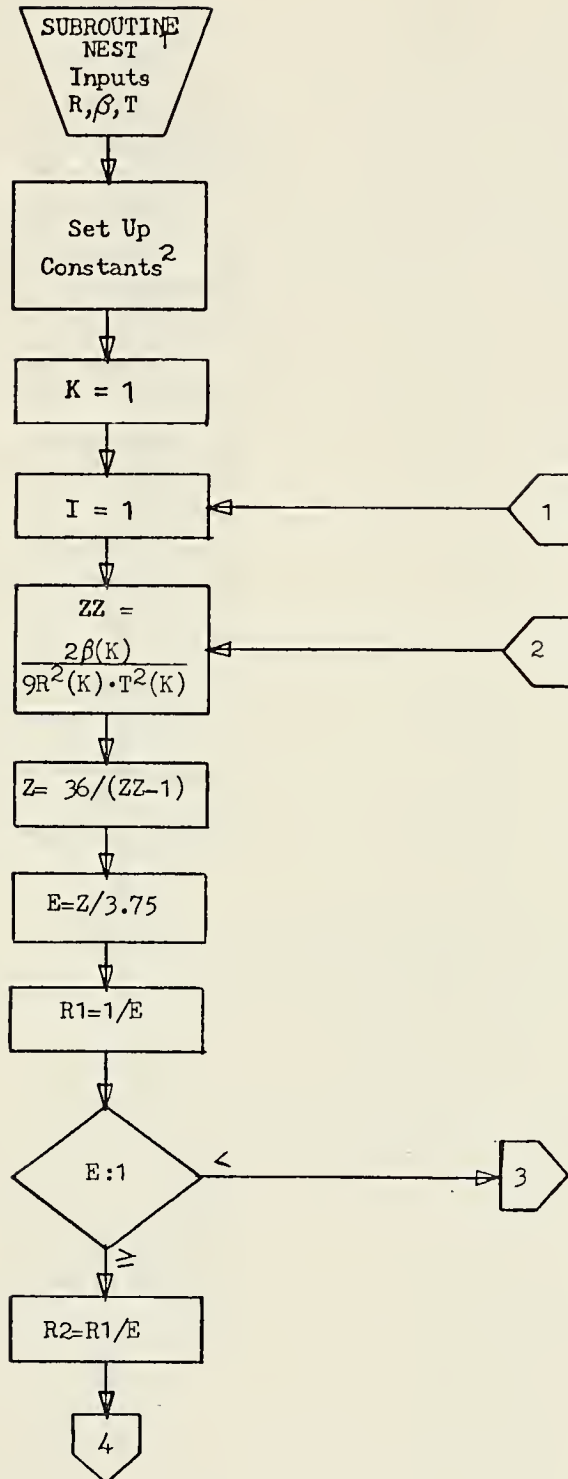 SUBROUTINE†
NEST
Inputs
R, β, T
Set Up
Constants²
K = 1
I = 1
1
ZZ =
2β(K)
9R²(K)·T²(K)
2
Z= 36/(ZZ-1)
E=Z/3.75
R1=1/E
E:1
<
3
≥
R2=R1/E
4